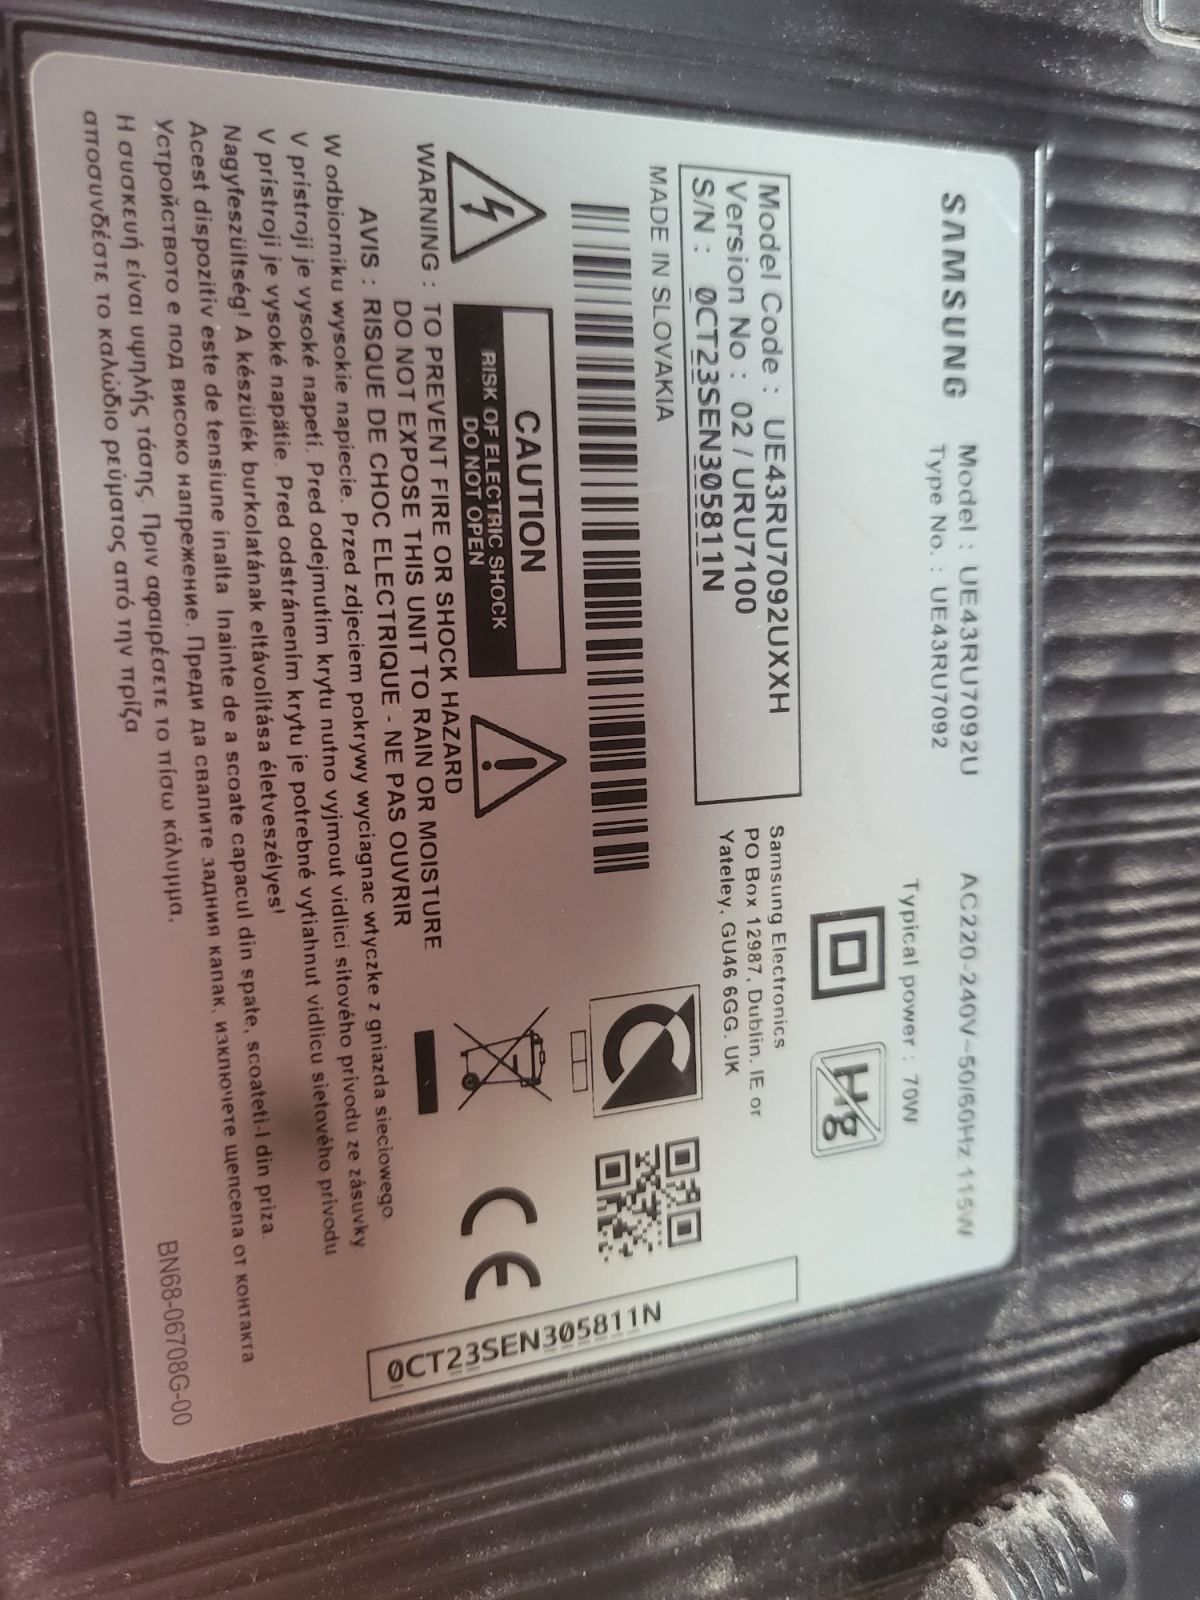 SAMSUNG
Model : UE43RU7092U
Type No. : UE43RU7092
AC220-240V~50/60Hz 115W
Typical power : 70W
Model Code : UE43RU7092UXXH
Version No : 02 / URU7100
S/N : 0CT23SEN305811N
Hg
Samsung Electronics
PO Box 12987, Dublin. IE or
Yateley, GU46 6GG. UK
MADE IN SLOVAKIA
CAUTION
RISK OF ELECTRIC SHOCK
DO NOT OPEN
WARNING : TO PREVENT FIRE OR SHOCK HAZARD
DO NOT EXPOSE THIS UNIT TO RAIN OR MOISTURE
AVIS : RISQUE DE CHOC ELECTRIQUE - NE PAS OUVRIR
W odbiorniku wysokie napiecie. Przed zdjeciem pokrywy wyciagnac wtyczke z gniazda sieciowego.
V prístroji je vysoké napetí. Pred odejmutím krytu nutno vyjmout vidlici sítového prívodu ze zásuvky.
V prístroji je vysoké napätie. Pred odstránením krytu je potrebné vytiahnut vidlicu sietového prívodu
Nagyfeszültség! A készülék burkolatának eltávolítása életveszélyes!
Acest dispozitiv este de tensiune inalta. Inainte de a scoate capacul din spate, scoateti-l din priza.
Устройството е под високо напрежение. Преди да свалите задния капак, изключете щепсела от контакта
Η συσκευή είναι υψηλής τάσης. Πριν αφαιρέσετε το πίσω κάλυμμα,
αποσυνδέστε το καλώδιο ρεύματος από την πρίζα
CE
0CT23SEN305811N
BN68-06708G-00